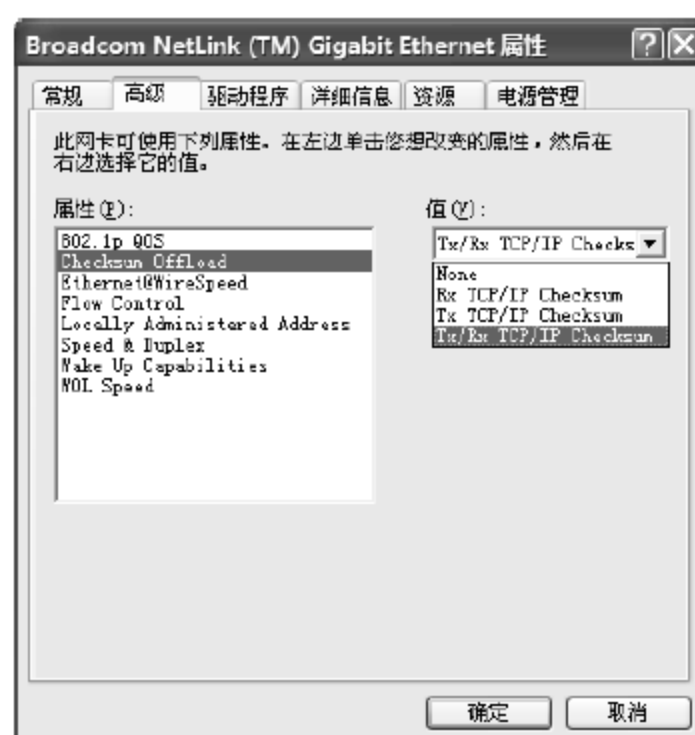 Broadcom NetLink (TM) Gigabit Ethernet 属性
常规 高级 驱动程序 详细信息 资源 电源管理
此网卡可使用下列属性。在左边单击您想改变的属性，然后在
右边选择它的值。
属性(P):
值(V):
802.1p QOS
Checksum Offload
Ethernet@WireSpeed
Flow Control
Locally Administered Address
Speed & Duplex
Wake Up Capabilities
WOL Speed
Tx/Rx TCP/IP Checks
None
Rx TCP/IP Checksum
Tx TCP/IP Checksum
Tx/Rx TCP/IP Checksum
确定 取消